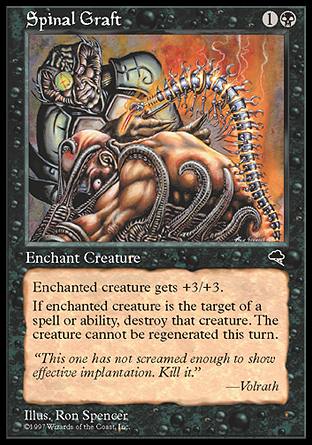 Spinal Graft 1
Enchant Creature
Enchanted creature gets +3/+3.
If enchanted creature is the target of a
spell or ability, destroy that creature. The
creature cannot be regenerated this turn.
“This one has not screamed enough to show
effective implantation. Kill it.”
—Volrath
Illus. Ron Spencer
©1997 Wizards of the Coast, Inc.